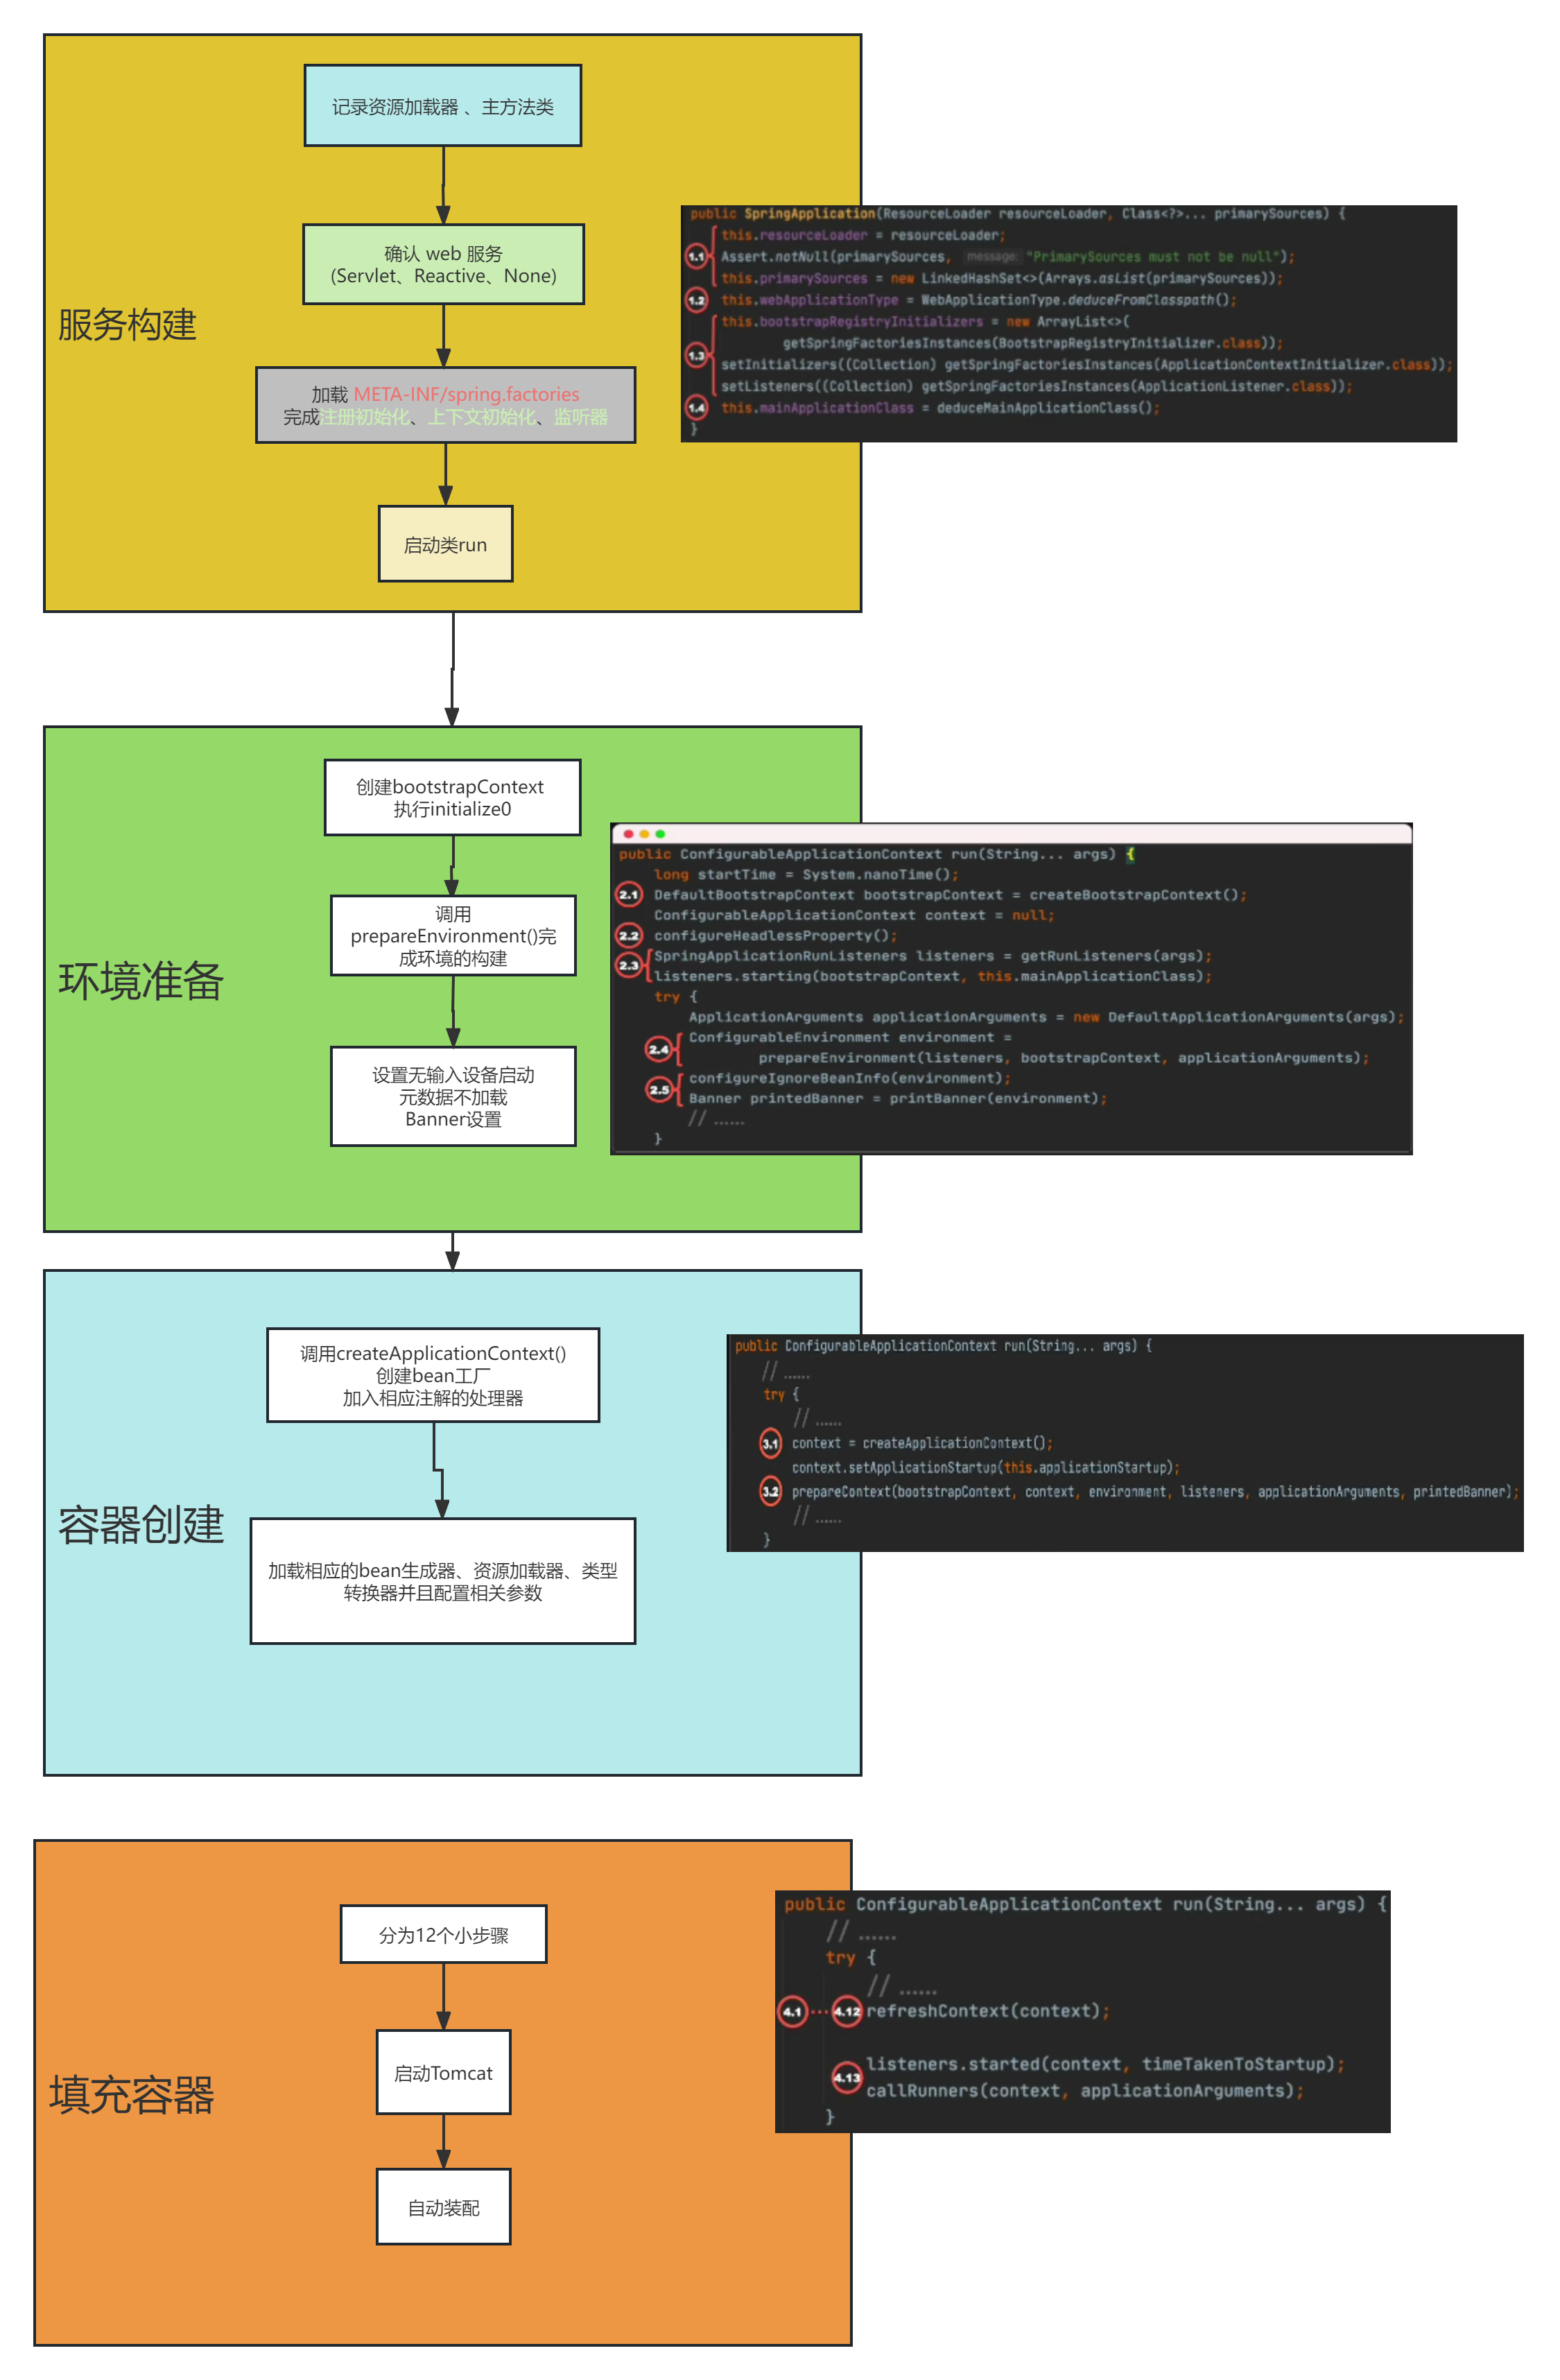 服务构建
记录资源加载器 、主方法类
确认 web 服务
(Servlet、Reactive、None)
加载 META-INF/spring.factories
完成注册初始化、上下文初始化、监听器
启动类run
public SpringApplication(ResourceLoader resourceLoader, Class<?>... primarySources) {
1.1
this.resourceLoader = resourceLoader;
Assert.notNull(primarySources, message: "PrimarySources must not be null");
this.primarySources = new LinkedHashSet<>(Arrays.asList(primarySources));
1.2 this.webApplicationType = WebApplicationType.deduceFromClasspath();
1.3
this.bootstrapRegistryInitializers = new ArrayList<>(
getSpringFactoriesInstances(BootstrapRegistryInitializer.class));
setInitializers((Collection) getSpringFactoriesInstances(ApplicationContextInitializer.class));
setListeners((Collection) getSpringFactoriesInstances(ApplicationListener.class));
1.4 this.mainApplicationClass = deduceMainApplicationClass();
}
环境准备
创建bootstrapContext
执行initialize0
调用
prepareEnvironment()完
成环境的构建
设置无输入设备启动
元数据不加载
Banner设置
public ConfigurableApplicationContext run(String... args) {
long startTime = System.nanoTime();
2.1 DefaultBootstrapContext bootstrapContext = createBootstrapContext();
ConfigurableApplicationContext context = null;
2.2 configureHeadlessProperty();
2.3 SpringApplicationRunListeners listeners = getRunListeners(args);
listeners.starting(bootstrapContext, this.mainApplicationClass);
try {
ApplicationArguments applicationArguments = new DefaultApplicationArguments(args);
2.4 ConfigurableEnvironment environment =
prepareEnvironment(listeners, bootstrapContext, applicationArguments);
2.5 configureIgnoreBeanInfo(environment);
Banner printedBanner = printBanner(environment);
// ......
}
容器创建
调用createApplicationContext()
创建bean工厂
加入相应注解的处理器
加载相应的bean生成器、资源加载器、类型
转换器并且配置相关参数
public ConfigurableApplicationContext run(String... args) {
// ......
try {
// ......
3.1 context = createApplicationContext();
context.setApplicationStartup(this.applicationStartup);
3.2 prepareContext(bootstrapContext, context, environment, listeners, applicationArguments, printedBanner);
// ......
}
填充容器
分为12个小步骤
启动Tomcat
自动装配
public ConfigurableApplicationContext run(String... args) {
// ......
try {
// ......
4.1 ... 4.12 refreshContext(context);
4.13 listeners.started(context, timeTakenToStartup);
callRunners(context, applicationArguments);
}